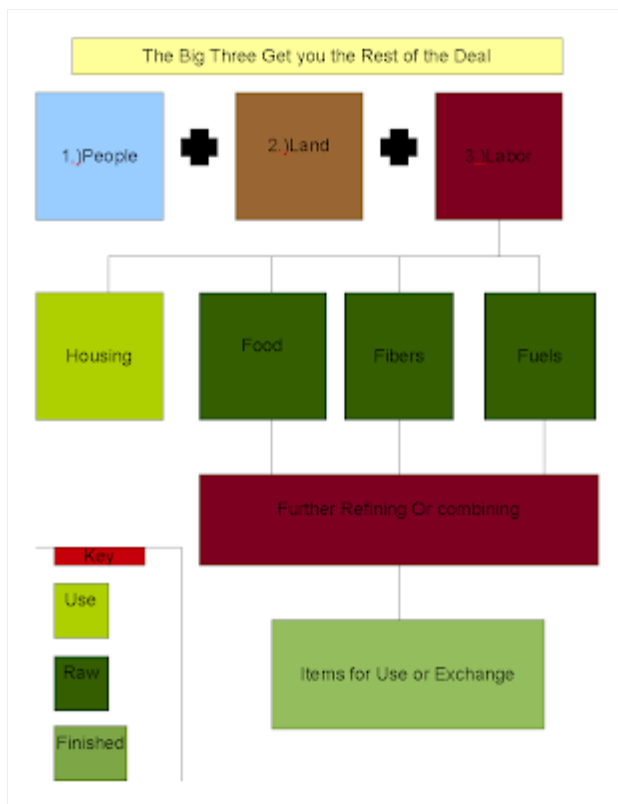 The Big Three Get you the Rest of the Deal
1.)People
2.)Land
3.)Labor
Housing
Food
Fibers
Fuels
Further Refining Or combining
Key
Use
Raw
Finished
Items for Use or Exchange